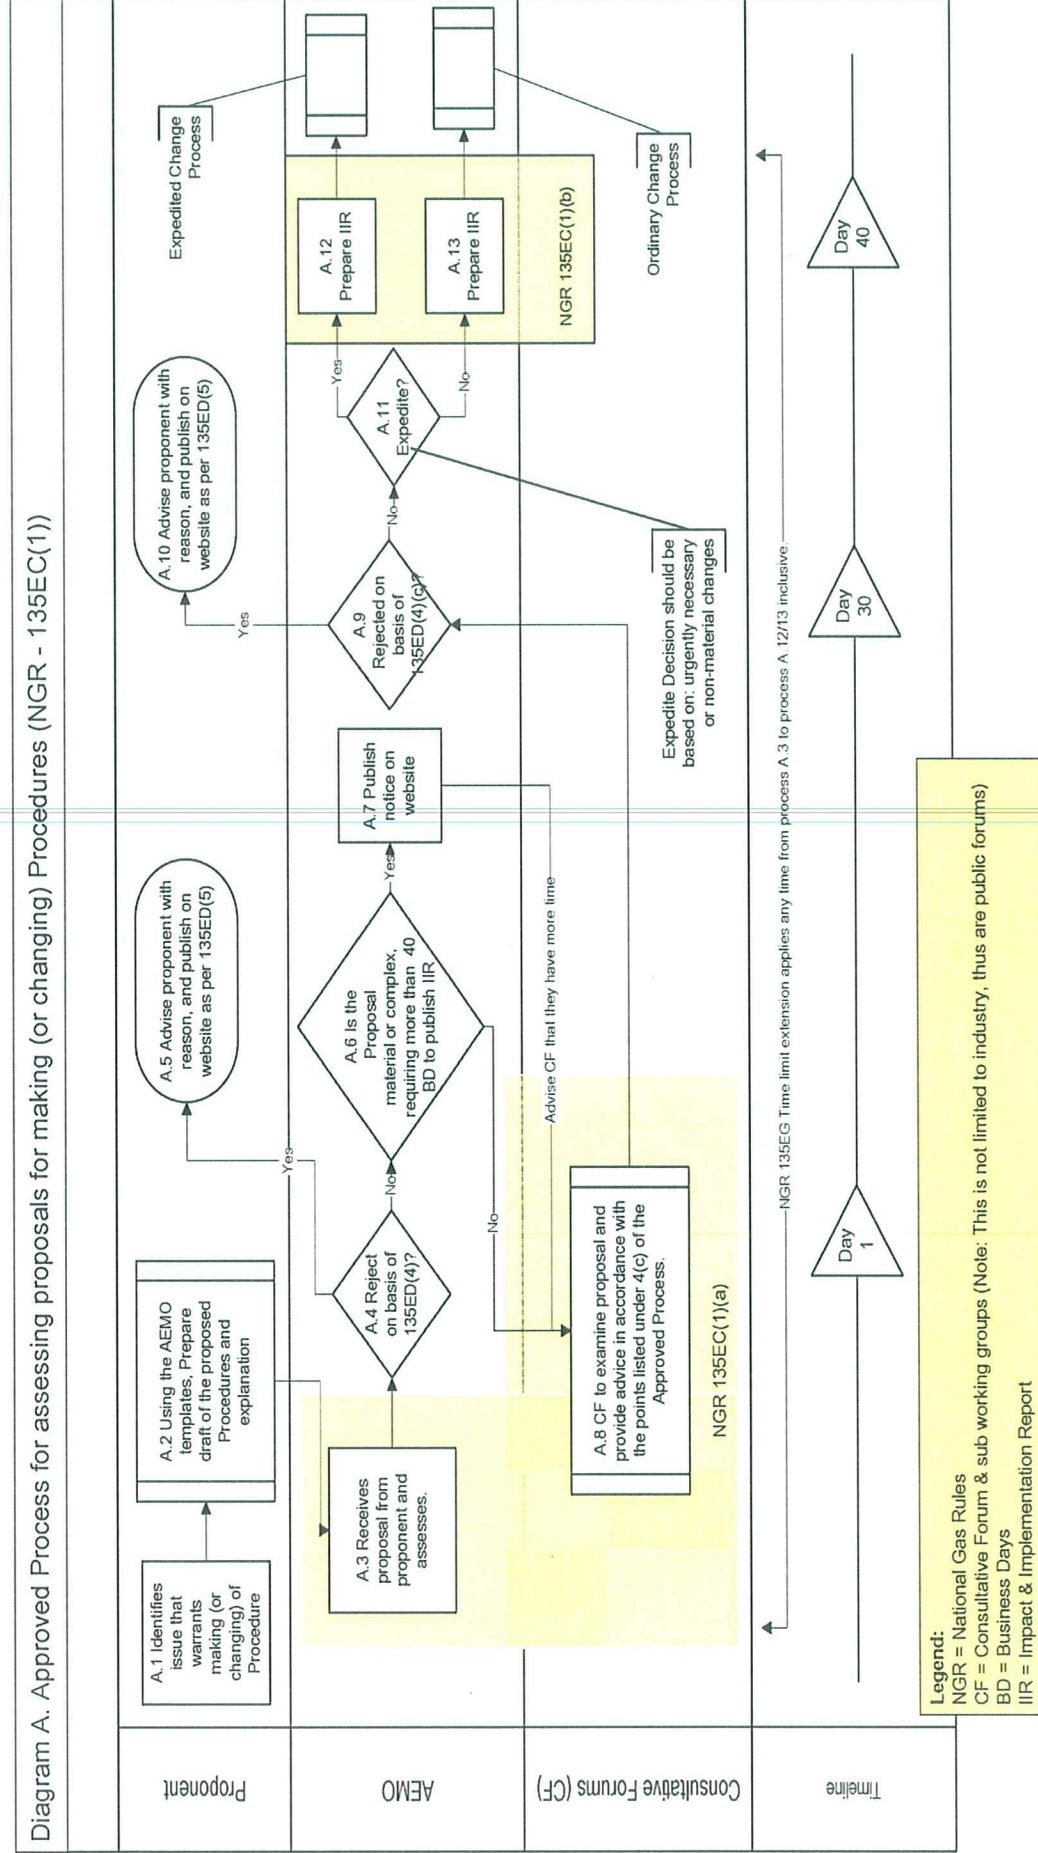 Diagram A. Approved Process for assessing proposals for making (or changing) Procedures (NGR - 135EC(1))
Proponent
A.1 Identifies
issue that
warrants
making (or
changing) of
Procedure
A.2 Using the AEMO
templates, Prepare
draft of the proposed
Procedures and
explanation
A.5 Advise proponent with
reason, and publish on
website as per 135ED(5)
A.10 Advise proponent with
reason, and publish on
website as per 135ED(5)
Expedited Change
Process
Yes
Yes
AEMO
A.3 Receives
proposal from
proponent and
assesses.
A.4 Reject
on basis of
135ED(4)?
No
A.6 Is the
Proposal
material or complex,
requiring more than 40
BD to publish IIR
Yes
A.7 Publish
notice on
website
A.9
Rejected on
basis of
135ED(4)(c)?
No
A.11
Expedite?
Yes
No
A.12
Prepare IIR
A.13
Prepare IIR
No
Consultative Forums (CF)
Advise CF that they have more time
A.8 CF to examine proposal and
provide advice in accordance with
the points listed under 4(c) of the
Approved Process.
NGR 135EC(1)(a)
Expedite Decision should be
based on: urgently necessary
or non-material changes
NGR 135EC(1)(b)
Ordinary Change
Process
Timeline
NGR 135EG Time limit extension applies any time from process A.3 to process A.12/13 inclusive.
Day
1
Day
30
Day
40
Legend:
NGR = National Gas Rules
CF = Consultative Forum & sub working groups (Note: This is not limited to industry, thus are public forums)
BD = Business Days
IIR = Impact & Implementation Report